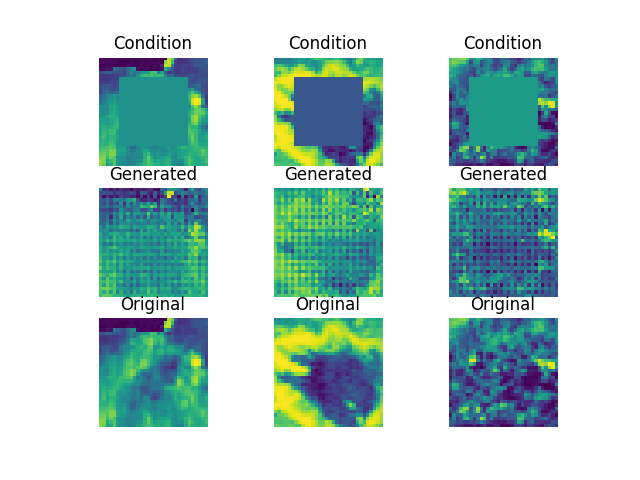 Condition Condition Condition
Generated Generated Generated
Original Original Original